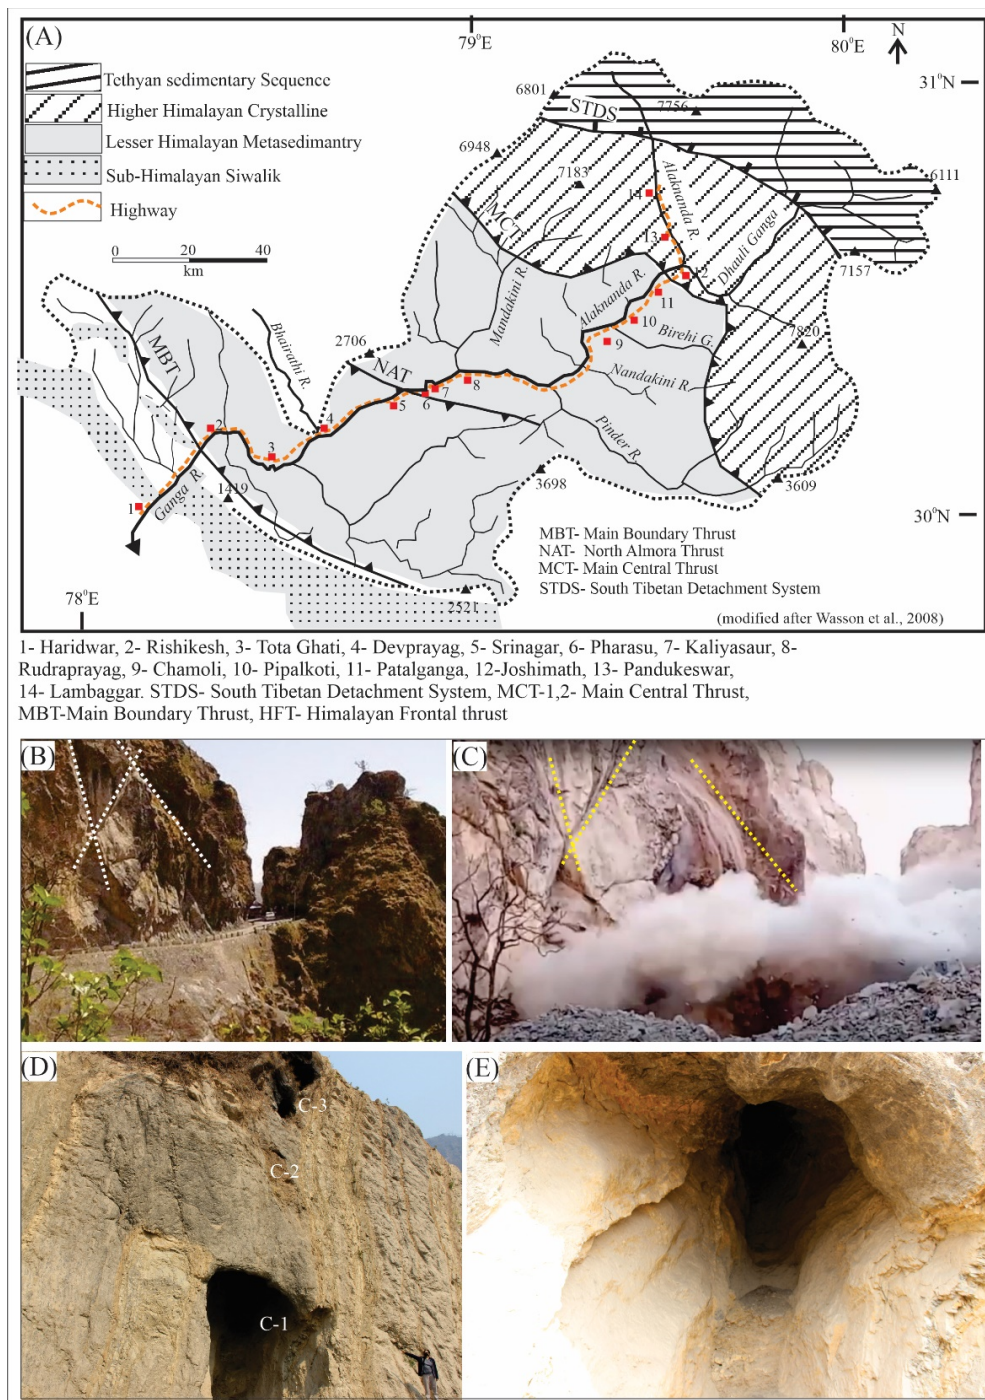 (A)
79°E
80°E
N
31°N
Tethyan sedimentary Sequence
Higher Himalayan Crystalline
Lesser Himalayan Metasedimantry
Sub-Himalayan Siwalik
Highway
0 20 40
km
6801
STDS
7756
6948
7183
6111
14
Alaknanda R.
MCT
13
Dhauli Ganga
7157
12
Mandakini R.
Alaknanda R.
11
Bhairathi R.
10
Birehi G.
7820
2706
9
MBT
NAT
Nandakini R.
8
7
6
5
4
2
3
Pinder R.
1419
3698
3609
1
Ganga R.
30°N
MBT- Main Boundary Thrust
NAT- North Almora Thrust
MCT- Main Central Thrust
STDS- South Tibetan Detachment System
78°E
2521
(modified after Wasson et al., 2008)
1- Haridwar, 2- Rishikesh, 3- Tota Ghati, 4- Devprayag, 5- Srinagar, 6- Pharasu, 7- Kaliyasaur, 8-
Rudraprayag, 9- Chamoli, 10- Pipalkoti, 11- Patalganga, 12-Joshimath, 13- Pandukeswar,
14- Lambaggar. STDS- South Tibetan Detachment System, MCT-1,2- Main Central Thrust,
MBT-Main Boundary Thrust, HFT- Himalayan Frontal thrust
(B)
(C)
(D)
C-3
C-2
C-1
(E)